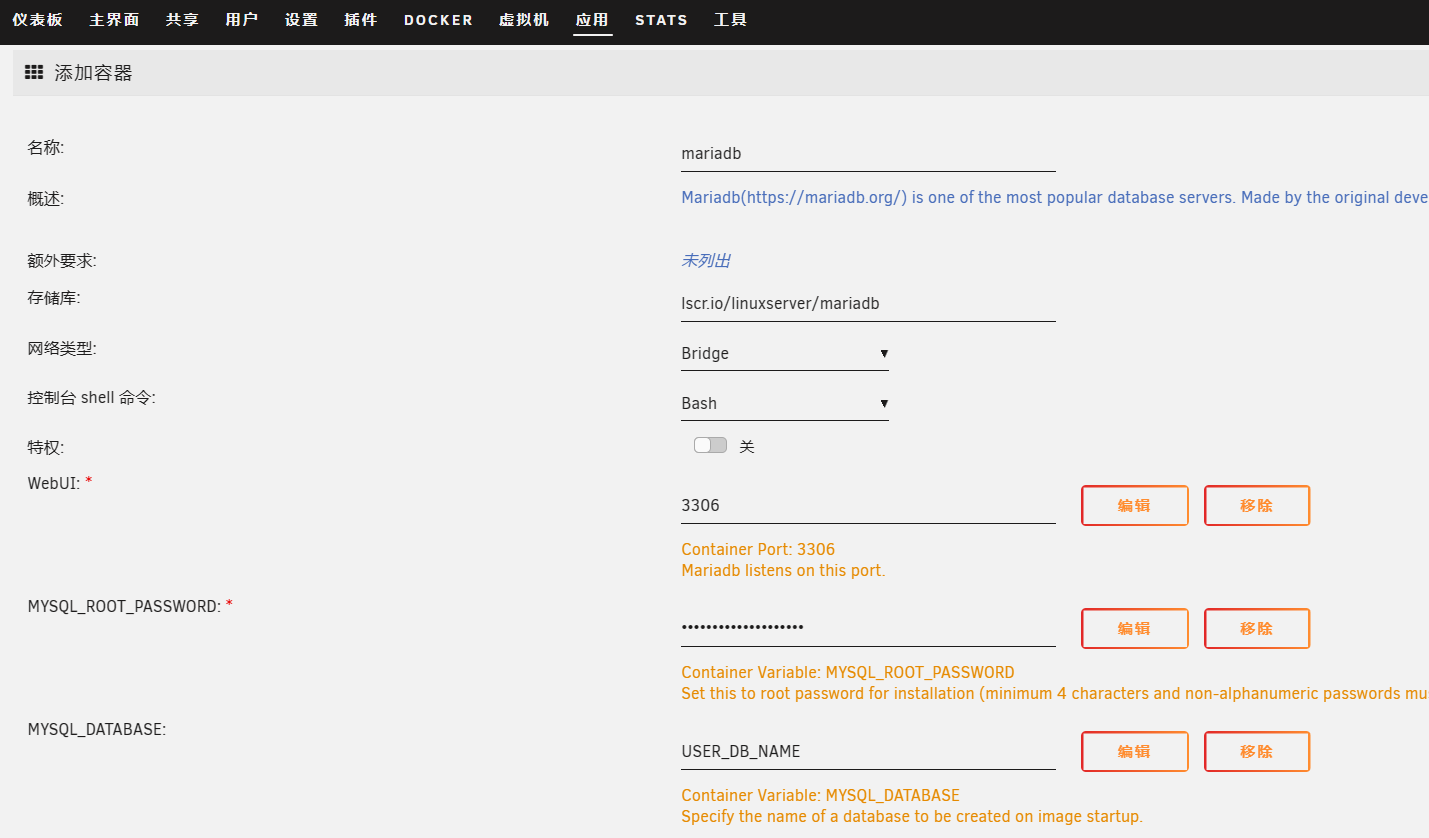 仪表板 主界面 共享 用户 设置 插件 DOCKER 虚拟机 应用 STATS 工具
添加容器
名称:
mariadb
概述:
Mariadb(https://mariadb.org/) is one of the most popular database servers. Made by the original deve
额外要求:
未列出
存储库:
lscr.io/linuxserver/mariadb
网络类型:
Bridge
控制台 shell 命令:
Bash
特权:
关
WebUI: *
3306 编辑 移除
Container Port: 3306
Mariadb listens on this port.
MYSQL_ROOT_PASSWORD: *
•••••••••••••••••••• 编辑 移除
Container Variable: MYSQL_ROOT_PASSWORD
Set this to root password for installation (minimum 4 characters and non-alphanumeric passwords mu
MYSQL_DATABASE:
USER_DB_NAME 编辑 移除
Container Variable: MYSQL_DATABASE
Specify the name of a database to be created on image startup.